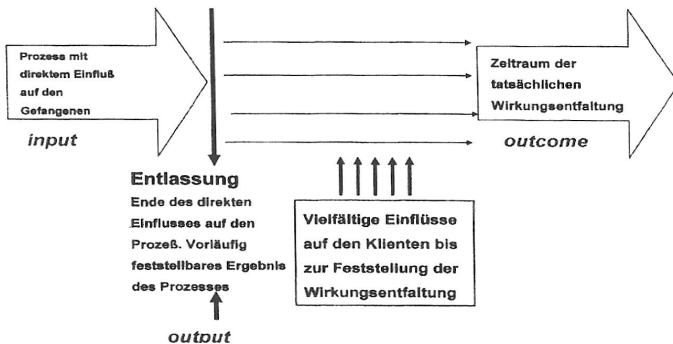 Prozess mit
direktem Einfluß
auf den
Gefangenen
input
Entlassung
Ende des direkten
Einflusses auf den
Prozeß. Vorläufig
feststellbares Ergebnis
des Prozesses
output
Vielfältige Einflüsse
auf den Klienten bis
zur Feststellung der
Wirkungsentfaltung
Zeitraum der
tatsächlichen
Wirkungsentfaltung
outcome